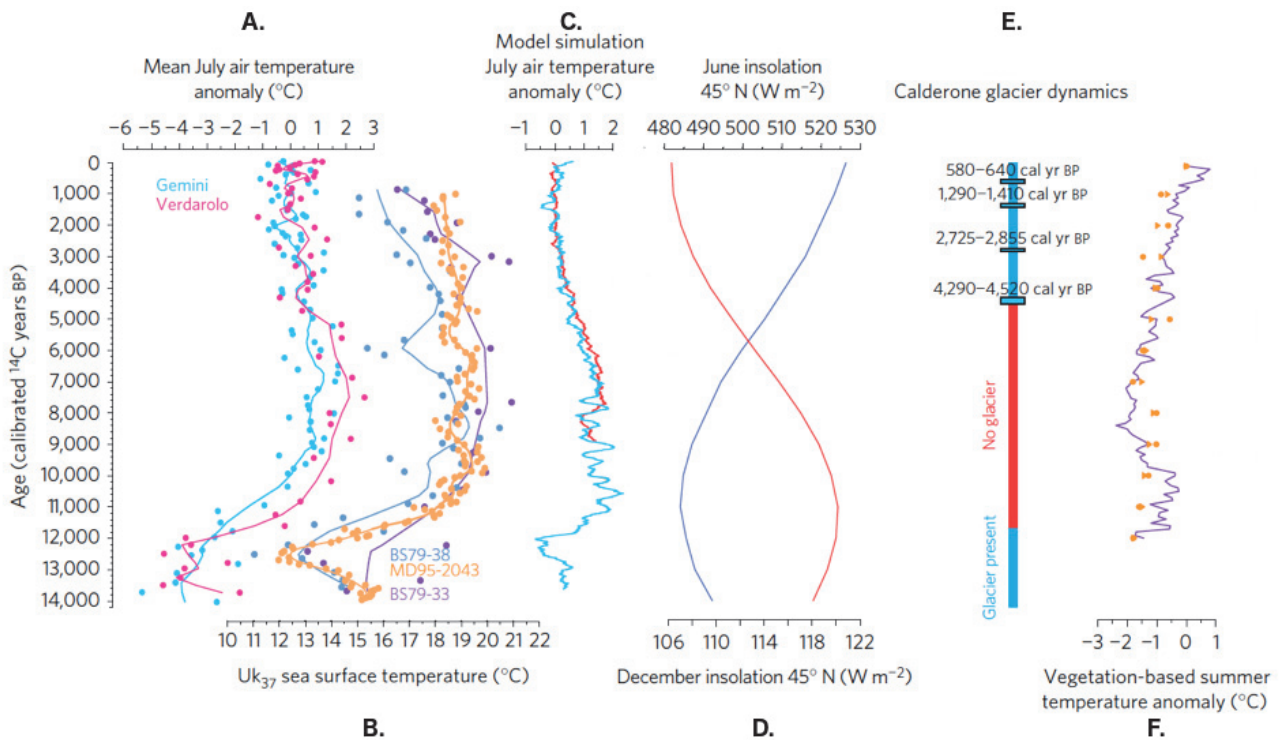 A.
C.
E.
Mean July air temperature
anomaly (°C)
Model simulation
July air temperature
anomaly (°C)
June insolation
45° N (W m⁻²)
Calderone glacier dynamics
−6 −5 −4 −3 −2 −1 0 1 2 3
−1 0 1 2
480 490 500 510 520 530
Age (calibrated ¹⁴C years BP)
0
1,000
2,000
3,000
4,000
5,000
6,000
7,000
8,000
9,000
10,000
11,000
12,000
13,000
14,000
Gemini
Verdarolo
BS79-38
MD95-2043
BS79-33
580–640 cal yr BP
1,290–1,410 cal yr BP
2,725–2,855 cal yr BP
4,290–4,520 cal yr BP
No glacier
Glacier present
10 11 12 13 14 15 16 17 18 19 20 21 22
106 110 114 118 122
−3 −2 −1 0 1
Uk₃₇ sea surface temperature (°C)
December insolation 45° N (W m⁻²)
Vegetation-based summer
temperature anomaly (°C)
B.
D.
F.